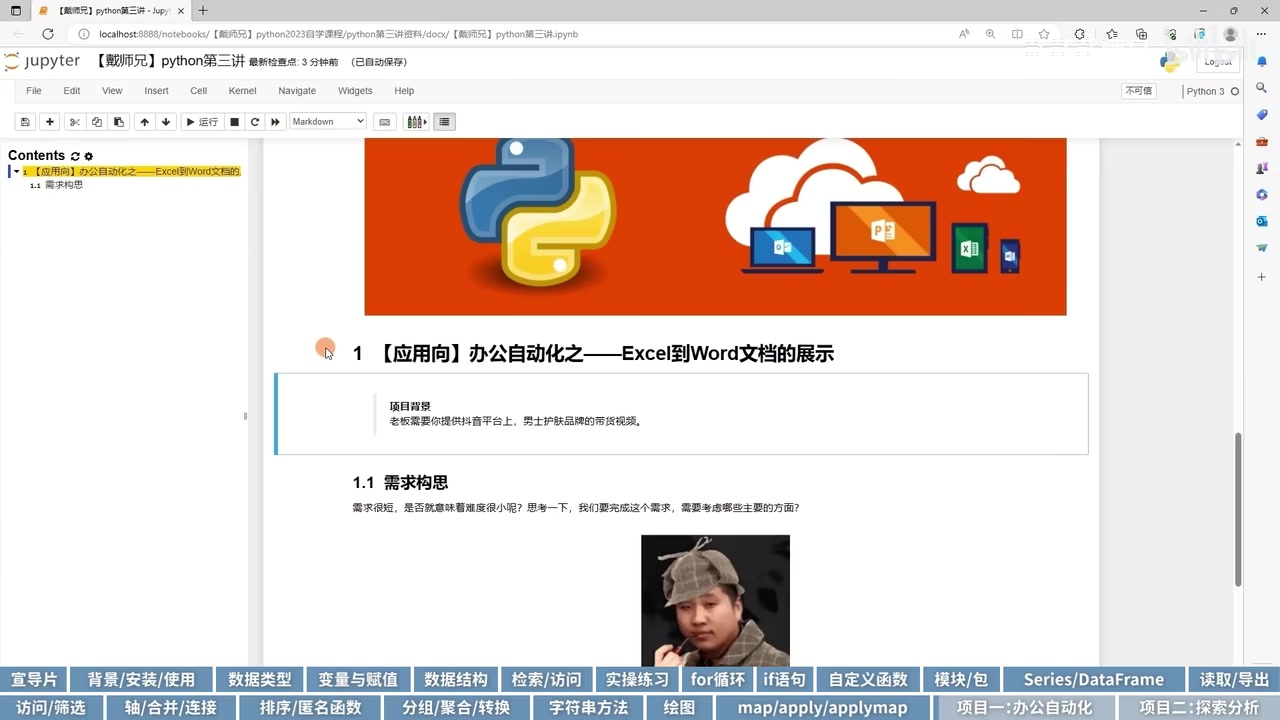 【戴师兄】python第三讲 - Jupyt
localhost:8888/notebooks/【戴师兄】python2023自学课程/python第三讲资料/docx/【戴师兄】python第三讲.ipynb
jupyter 【戴师兄】python第三讲 最新检查点: 3 分钟前 (已自动保存)
Logout
File Edit View Insert Cell Kernel Navigate Widgets Help
不可信 Python 3
运行 Markdown
Contents
1 【应用向】办公自动化之——Excel到Word文档的
1.1 需求构思
1 【应用向】办公自动化之——Excel到Word文档的展示
项目背景
老板需要你提供抖音平台上，男士护肤品牌的带货视频。
1.1 需求构思
需求很短，是否就意味着难度很小呢？思考一下，我们要完成这个需求，需要考虑哪些主要的方面？
宣导片 背景/安装/使用 数据类型 变量与赋值 数据结构 检索/访问 实操练习 for循环 if语句 自定义函数 模块/包 Series/DataFrame 读取/导出
访问/筛选 轴/合并/连接 排序/匿名函数 分组/聚合/转换 字符串方法 绘图 map/apply/applymap 项目一:办公自动化 项目二:探索分析